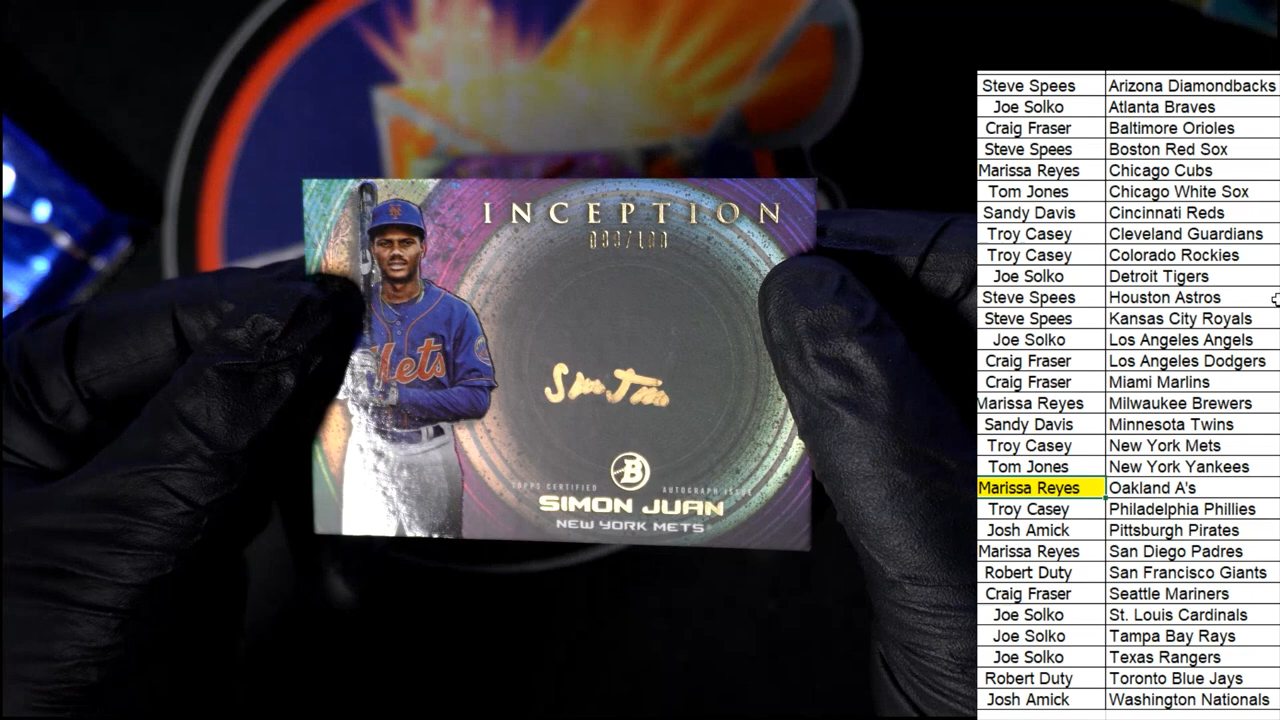 INCEPTION
Mets
TOPPS CERTIFIED AUTOGRAPH ISSUE
SIMON JUAN
NEW YORK METS
Steve Spees Arizona Diamondbacks
Joe Solko Atlanta Braves
Craig Fraser Baltimore Orioles
Steve Spees Boston Red Sox
Marissa Reyes Chicago Cubs
Tom Jones Chicago White Sox
Sandy Davis Cincinnati Reds
Troy Casey Cleveland Guardians
Troy Casey Colorado Rockies
Joe Solko Detroit Tigers
Steve Spees Houston Astros
Steve Spees Kansas City Royals
Joe Solko Los Angeles Angels
Craig Fraser Los Angeles Dodgers
Craig Fraser Miami Marlins
Marissa Reyes Milwaukee Brewers
Sandy Davis Minnesota Twins
Troy Casey New York Mets
Tom Jones New York Yankees
Marissa Reyes Oakland A's
Troy Casey Philadelphia Phillies
Josh Amick Pittsburgh Pirates
Marissa Reyes San Diego Padres
Robert Duty San Francisco Giants
Craig Fraser Seattle Mariners
Joe Solko St. Louis Cardinals
Joe Solko Tampa Bay Rays
Joe Solko Texas Rangers
Robert Duty Toronto Blue Jays
Josh Amick Washington Nationals